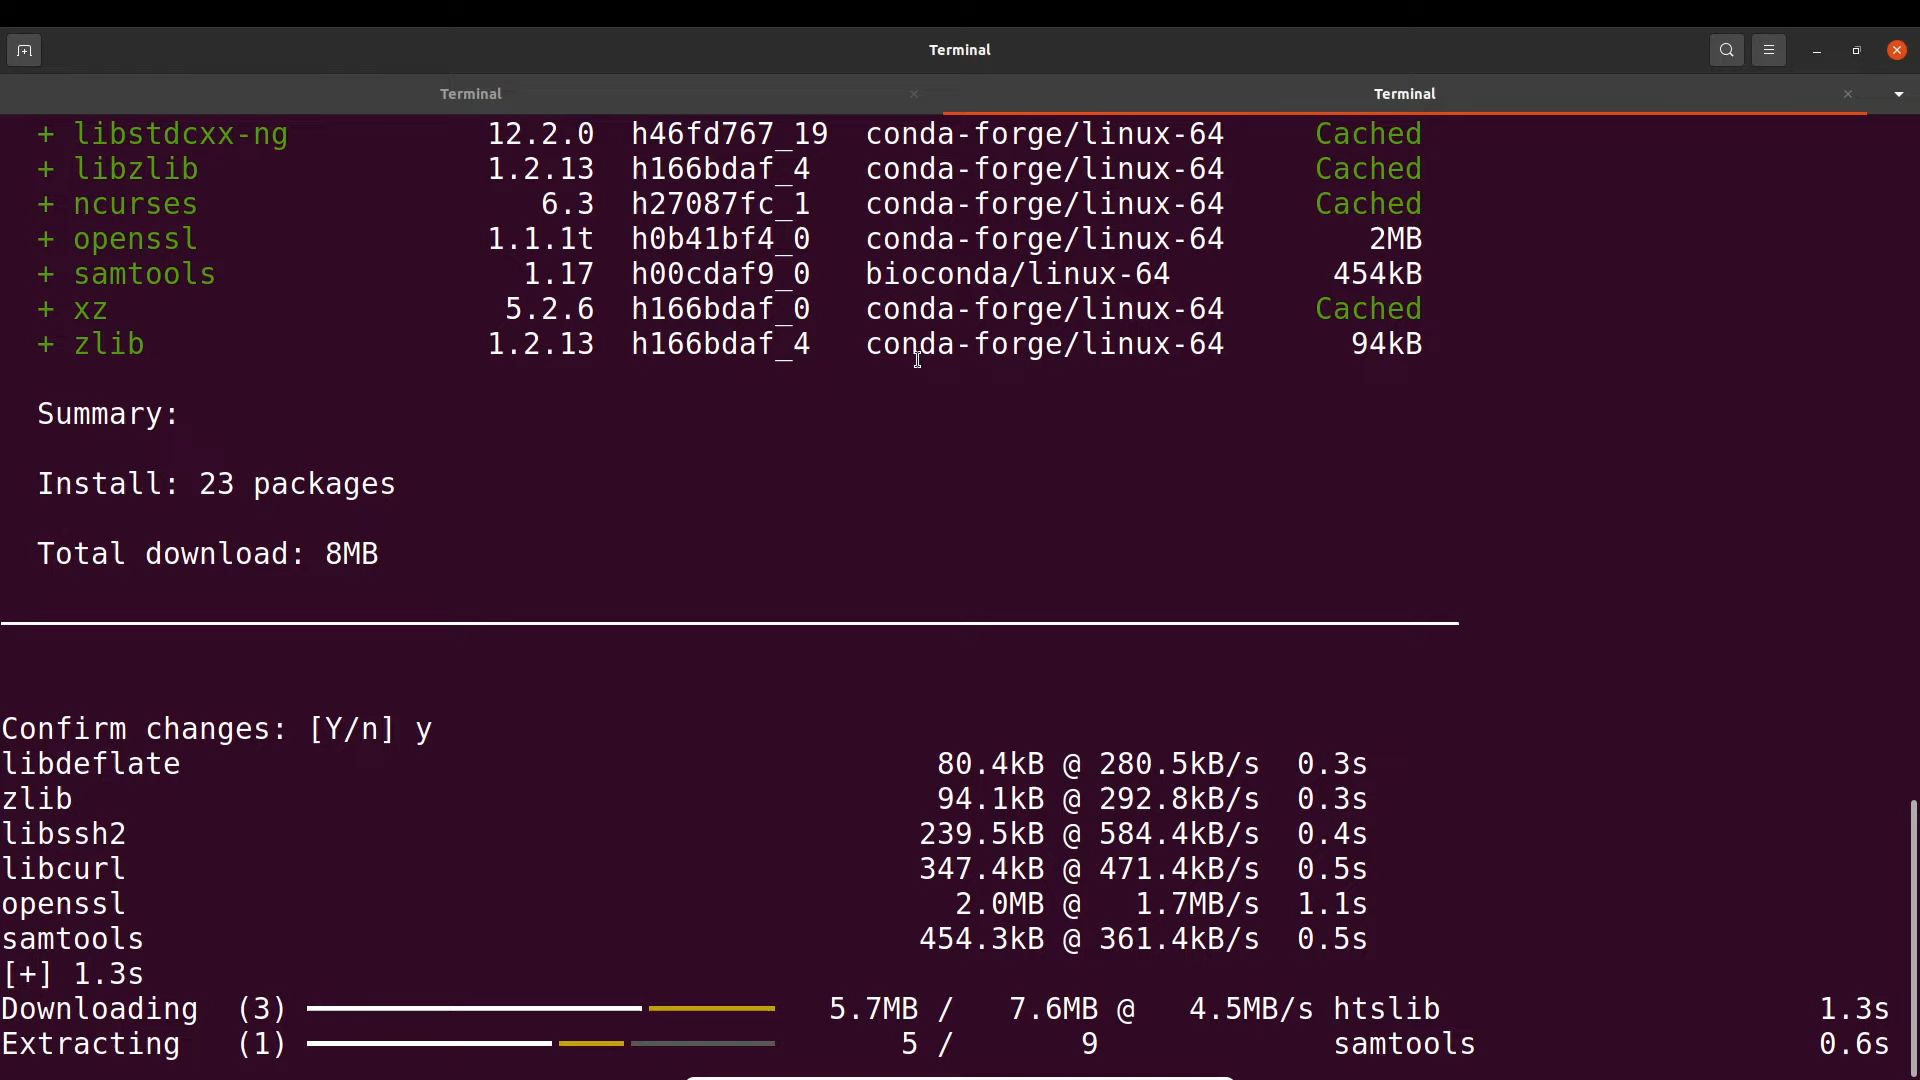 Terminal
Terminal Terminal
+ libstdcxx-ng 12.2.0 h46fd767_19 conda-forge/linux-64 Cached
+ libzlib 1.2.13 h166bdaf_4 conda-forge/linux-64 Cached
+ ncurses 6.3 h27087fc_1 conda-forge/linux-64 Cached
+ openssl 1.1.1t h0b41bf4_0 conda-forge/linux-64 2MB
+ samtools 1.17 h00cdaf9_0 bioconda/linux-64 454kB
+ xz 5.2.6 h166bdaf_0 conda-forge/linux-64 Cached
+ zlib 1.2.13 h166bdaf_4 conda-forge/linux-64 94kB
Summary:
Install: 23 packages
Total download: 8MB
Confirm changes: [Y/n] y
libdeflate 80.4kB @ 280.5kB/s 0.3s
zlib 94.1kB @ 292.8kB/s 0.3s
libssh2 239.5kB @ 584.4kB/s 0.4s
libcurl 347.4kB @ 471.4kB/s 0.5s
openssl 2.0MB @ 1.7MB/s 1.1s
samtools 454.3kB @ 361.4kB/s 0.5s
[+] 1.3s
Downloading (3) 5.7MB / 7.6MB @ 4.5MB/s htslib 1.3s
Extracting (1) 5 / 9 samtools 0.6s